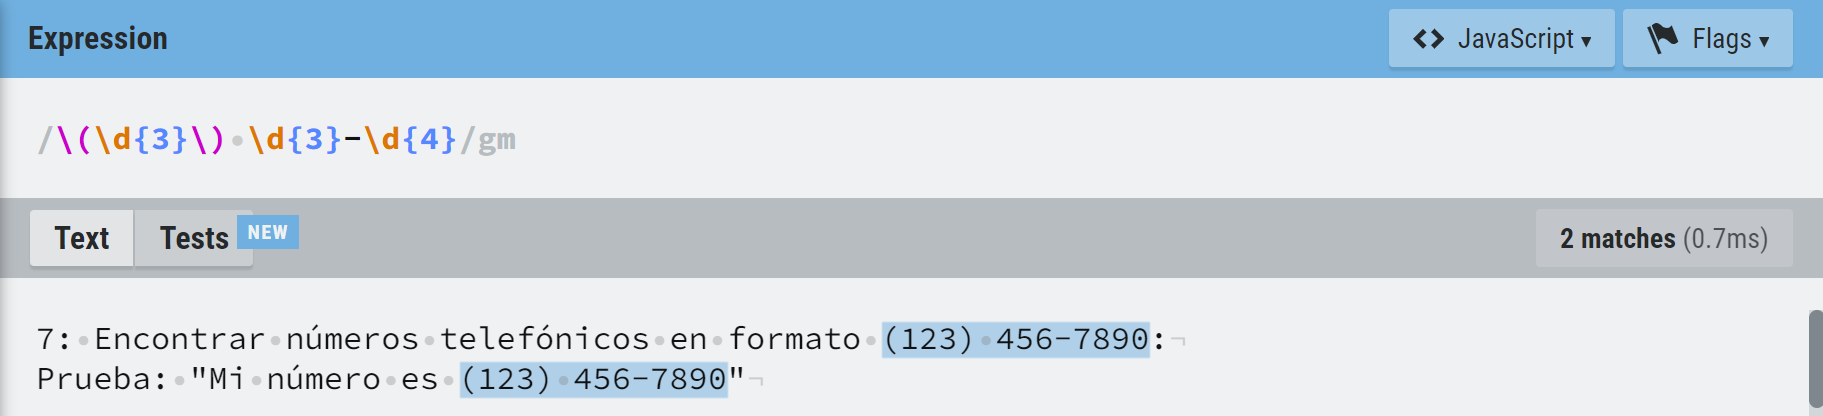 Expression
JavaScript ▾
Flags ▾
/\(\d{3}\) \d{3}-\d{4}/gm
Text
Tests
NEW
2 matches (0.7ms)
7: Encontrar números telefónicos en formato (123) 456-7890:
Prueba: "Mi número es (123) 456-7890"